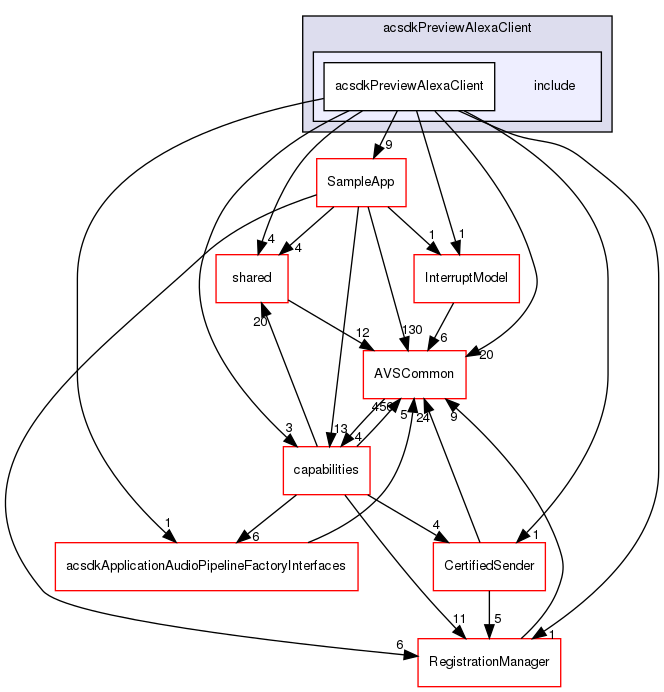 acsdkPreviewAlexaClient
acsdkPreviewAlexaClient include
9
SampleApp
4 4 1 1
shared InterruptModel
20 12 130 6 20
AVSCommon
456 5 24 9
3 13 4
capabilities
1 6 4 1
acsdkApplicationAudioPipelineFactoryInterfaces CertifiedSender
11 5 1
6
RegistrationManager